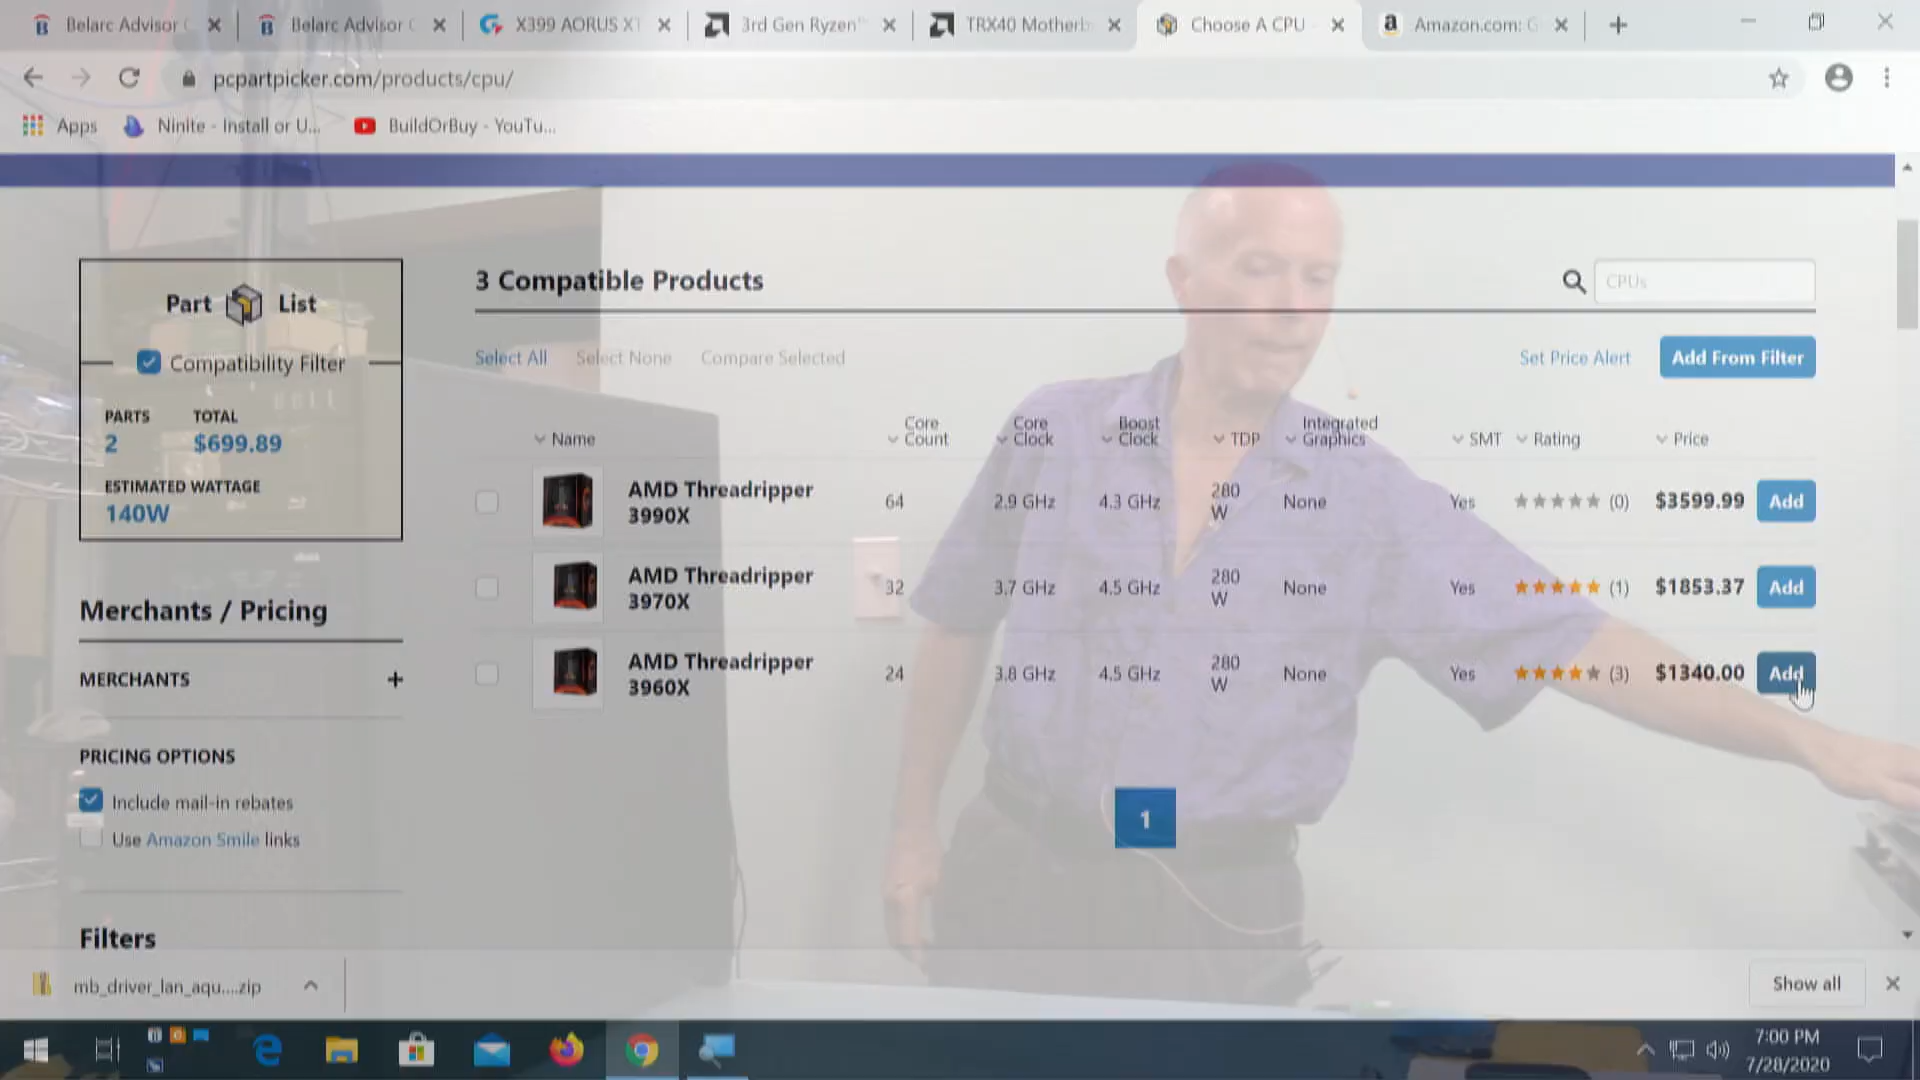 Belarc Advisor C
Belarc Advisor C
X399 AORUS XT
3rd Gen Ryzen™
TRX40 Motherb
Choose A CPU
Amazon.com: G
pcpartpicker.com/products/cpu/
Apps
Ninite - Install or U...
BuildOrBuy - YouTu...
Part List
Compatibility Filter
PARTS
TOTAL
2
$699.89
ESTIMATED WATTAGE
140W
Merchants / Pricing
MERCHANTS
+
PRICING OPTIONS
Include mail-in rebates
Use Amazon Smile links
Filters
3 Compatible Products
CPUs
Select All
Select None
Compare Selected
Set Price Alert
Add From Filter
Name
Core Count
Core Clock
Boost Clock
TDP
Integrated Graphics
SMT
Rating
Price
AMD Threadripper 3990X
64
2.9 GHz
4.3 GHz
280 W
None
Yes
(0)
$3599.99
Add
AMD Threadripper 3970X
32
3.7 GHz
4.5 GHz
280 W
None
Yes
(1)
$1853.37
Add
AMD Threadripper 3960X
24
3.8 GHz
4.5 GHz
280 W
None
Yes
(3)
$1340.00
Add
1
mb_driver_lan_aqu....zip
Show all
7:00 PM
7/28/2020